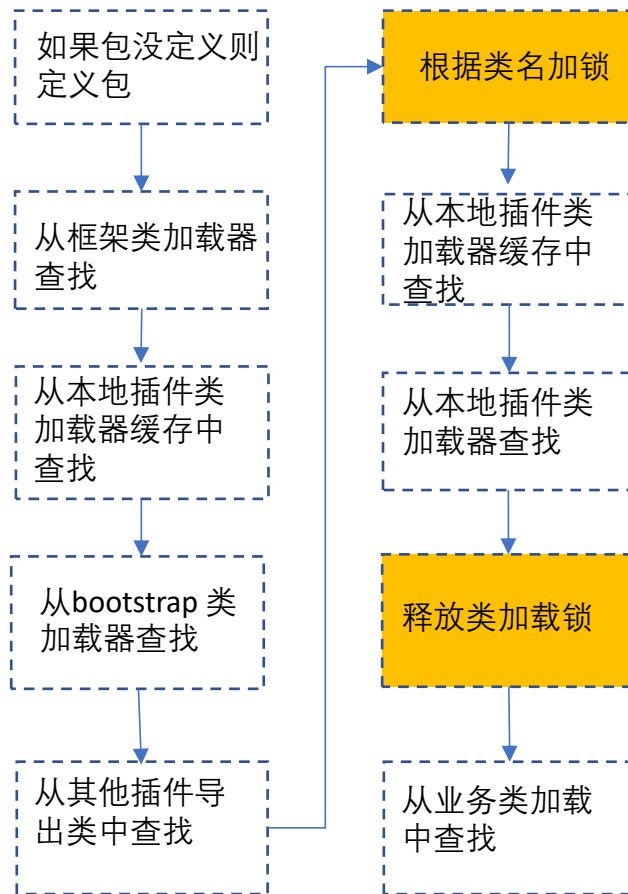 如果包没定义则
定义包
从框架类加载器
查找
从本地插件类
加载器缓存中
查找
从bootstrap 类
加载器查找
从其他插件导
出类中查找
根据类名加锁
从本地插件类
加载器缓存中
查找
从本地插件类
加载器查找
释放类加载锁
从业务类加载
中查找